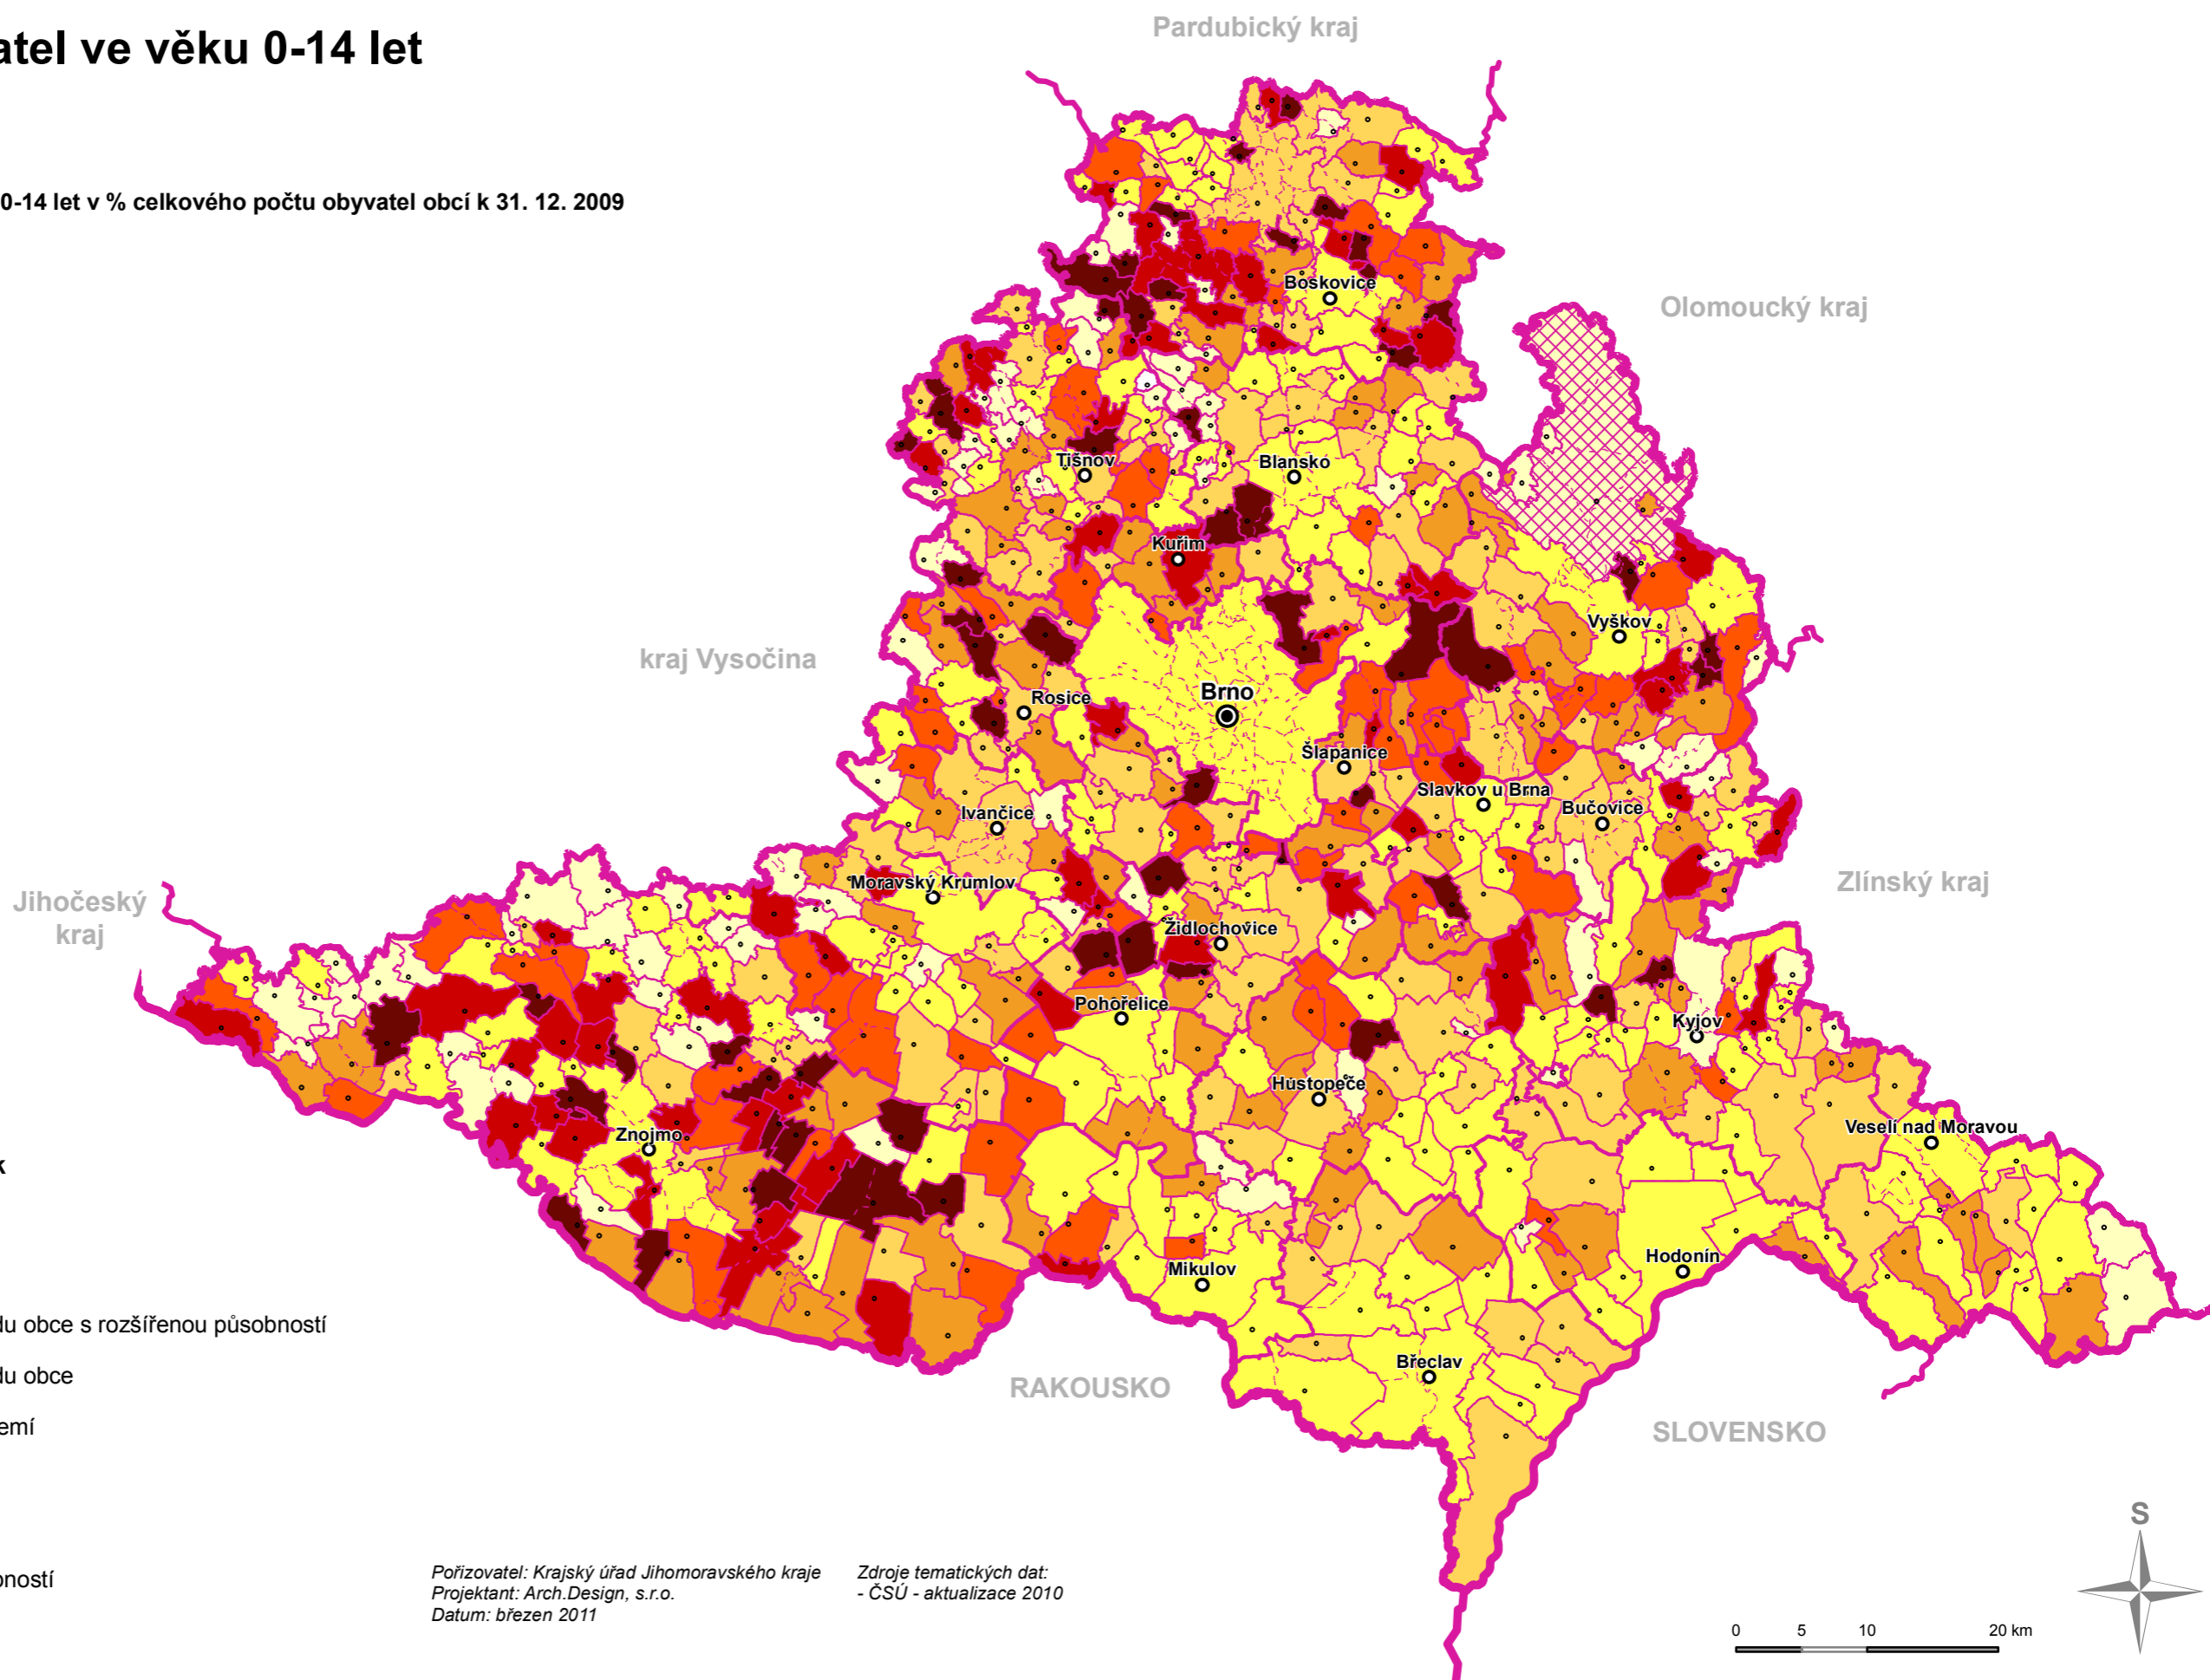 atel ve věku 0-14 let
0-14 let v % celkového počtu obyvatel obcí k 31. 12. 2009
Pardubický kraj
Olomoucký kraj
kraj Vysočina
Zlínský kraj
Jihočeský
kraj
RAKOUSKO
SLOVENSKO
Boskovice
Tišnov
Blansko
Kuřim
Vyškov
Rosice
Brno
Šlapanice
Slavkov u Brna
Bučovice
Ivančice
Moravský Krumlov
Židlochovice
Pohořelice
Kyjov
Hustopeče
Znojmo
Veselí nad Moravou
Hodonín
Mikulov
Břeclav
k
du obce s rozšířenou působností
du obce
emí
bností
Pořizovatel: Krajský úřad Jihomoravského kraje
Projektant: Arch.Design, s.r.o.
Datum: březen 2011
Zdroje tematických dat:
- ČSÚ - aktualizace 2010
S
0 5 10 20 km